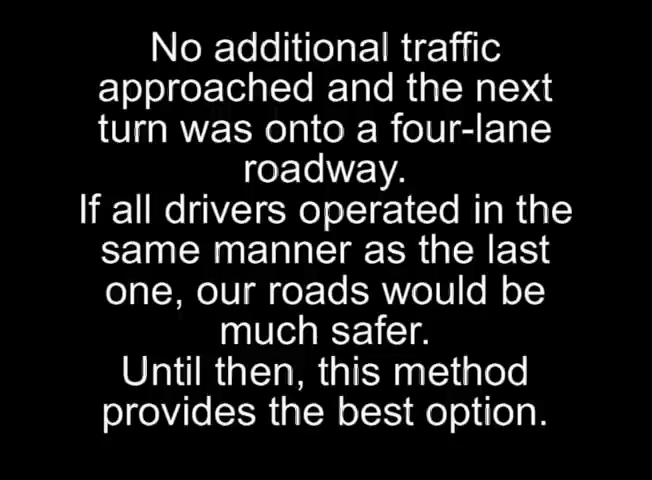 No additional traffic
approached and the next
turn was onto a four-lane
roadway.
If all drivers operated in the
same manner as the last
one, our roads would be
much safer.
Until then, this method
provides the best option.